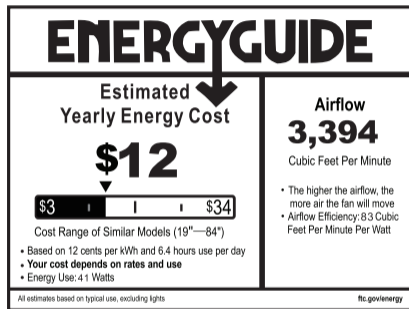 ENERGYGUIDE
Estimated
Yearly Energy Cost
$12
$3 $34
Cost Range of Similar Models (19"—84")
• Based on 12 cents per kWh and 6.4 hours use per day
• Your cost depends on rates and use
• Energy Use: 41 Watts
Airflow
3,394
Cubic Feet Per Minute
• The higher the airflow, the
more air the fan will move
• Airflow Efficiency: 83 Cubic
Feet Per Minute Per Watt
All estimates based on typical use, excluding lights
ftc.gov/energy